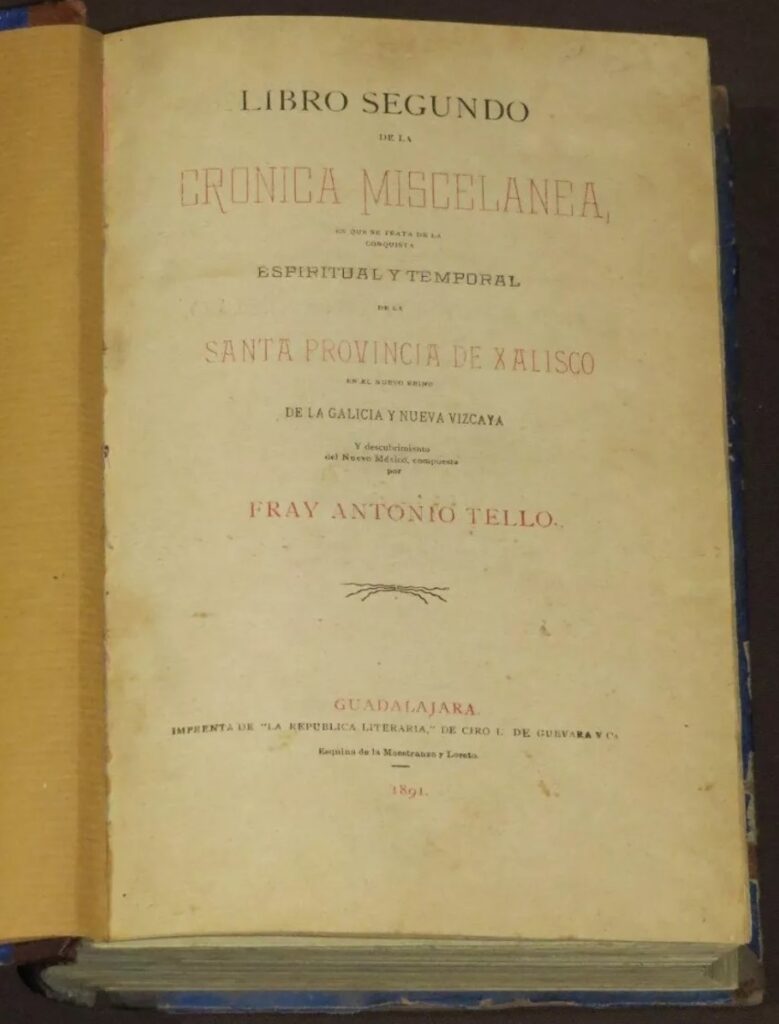 LIBRO SEGUNDO
DE LA
CRONICA MISCELANEA,
EN QUE SE TRATA DE LA
CONQUISTA
ESPIRITUAL Y TEMPORAL
DE LA
SANTA PROVINCIA DE XALISCO
EN EL NUEVO REINO
DE LA GALICIA Y NUEVA VIZCAYA
Y descubrimiento
del Nuevo México, compuesta
por
FRAY ANTONIO TELLO.
GUADALAJARA.
IMPRENTA DE "LA REPUBLICA LITERARIA," DE CIRO L. DE GUEVARA Y Ca
Esquina de la Maestranza y Loreto.
1891.